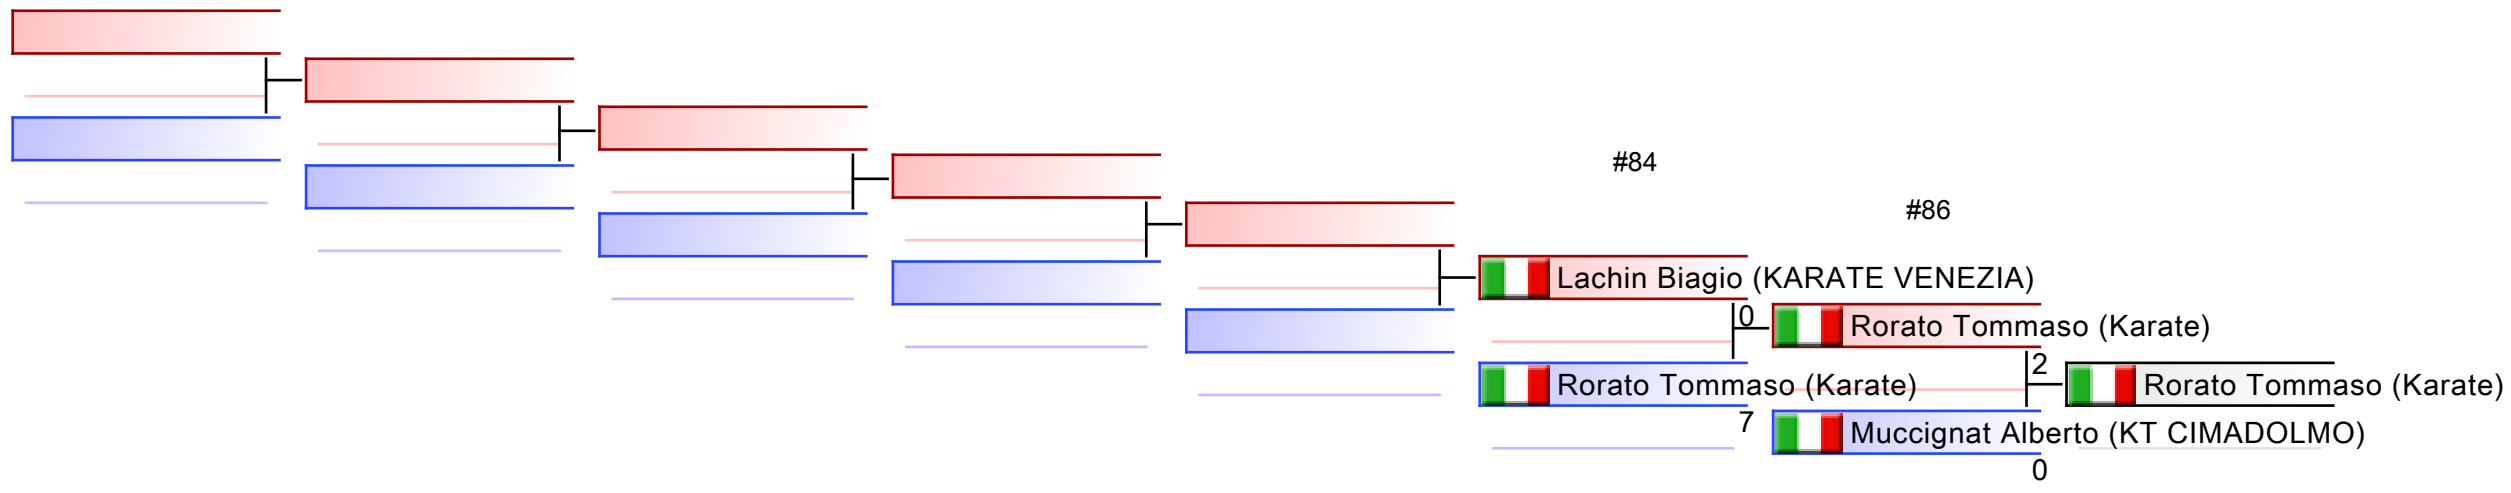 #84
#86
Lachin Biagio (KARATE VENEZIA)
0
Rorato Tommaso (Karate)
2
Rorato Tommaso (Karate)
Rorato Tommaso (Karate)
7
Muccignat Alberto (KT CIMADOLMO)
0